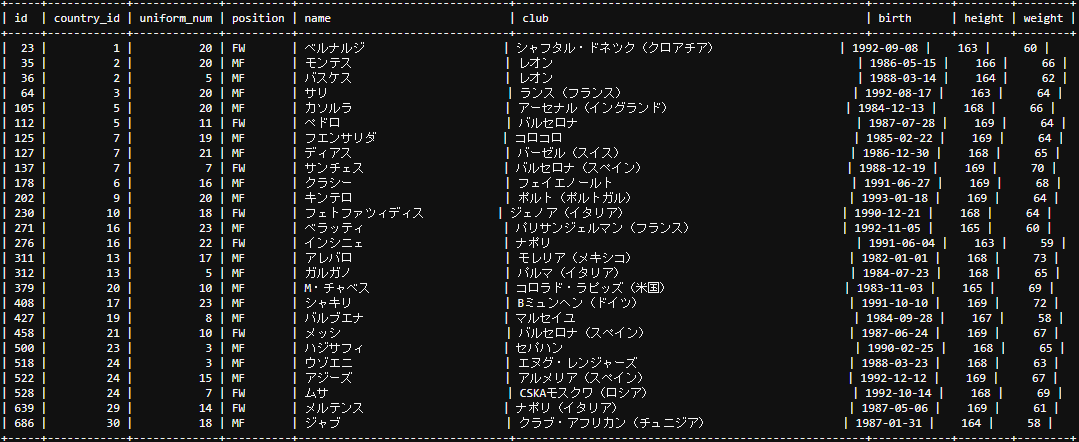 | id | country_id | uniform_num | position | name | club | birth | height | weight |
| 23 | 1 | 20 | FW | ベルナルジ | シャフタル・ドネツク（クロアチア） | 1992-09-08 | 163 | 60 |
| 35 | 2 | 20 | MF | モンテス | レオン | 1986-05-15 | 166 | 66 |
| 36 | 2 | 5 | MF | バスケス | レオン | 1988-03-14 | 164 | 62 |
| 64 | 3 | 20 | MF | サリ | ランス（フランス） | 1992-08-17 | 163 | 64 |
| 105 | 5 | 20 | MF | カソルラ | アーセナル（イングランド） | 1984-12-13 | 168 | 66 |
| 112 | 5 | 11 | FW | ペドロ | バルセロナ | 1987-07-28 | 169 | 64 |
| 125 | 7 | 19 | MF | フエンサリダ | コロコロ | 1985-02-22 | 169 | 64 |
| 127 | 7 | 21 | MF | ディアス | バーゼル（スイス） | 1986-12-30 | 168 | 65 |
| 137 | 7 | 7 | FW | サンチェス | バルセロナ（スペイン） | 1988-12-19 | 169 | 70 |
| 178 | 6 | 16 | MF | クラシー | フェイエノールト | 1991-06-27 | 169 | 68 |
| 202 | 9 | 20 | MF | キンテロ | ポルト（ポルトガル） | 1993-01-18 | 169 | 64 |
| 230 | 10 | 18 | FW | フェトファツィディス | ジェノア（イタリア） | 1990-12-21 | 168 | 64 |
| 271 | 16 | 23 | MF | ベラッティ | パリサンジェルマン（フランス） | 1992-11-05 | 165 | 60 |
| 276 | 16 | 22 | FW | インシニェ | ナポリ | 1991-06-04 | 163 | 59 |
| 311 | 13 | 17 | MF | アレバロ | モレリア（メキシコ） | 1982-01-01 | 168 | 73 |
| 312 | 13 | 5 | MF | ガルガノ | パルマ（イタリア） | 1984-07-23 | 168 | 65 |
| 379 | 20 | 10 | MF | M・チャベス | コロラド・ラピッズ（米国） | 1983-11-03 | 165 | 69 |
| 408 | 17 | 23 | MF | シャキリ | Bミュンヘン（ドイツ） | 1991-10-10 | 169 | 72 |
| 427 | 19 | 8 | MF | バルブエナ | マルセイユ | 1984-09-28 | 167 | 58 |
| 458 | 21 | 10 | FW | メッシ | バルセロナ（スペイン） | 1987-06-24 | 169 | 67 |
| 500 | 23 | 3 | MF | ハジサフィ | セパハン | 1990-02-25 | 168 | 65 |
| 518 | 24 | 3 | MF | ウゾエニ | エヌグ・レンジャーズ | 1988-03-23 | 168 | 63 |
| 522 | 24 | 15 | MF | アジーズ | アルメリア（スペイン） | 1992-12-12 | 169 | 67 |
| 528 | 24 | 7 | FW | ムサ | CSKAモスクワ（ロシア） | 1992-10-14 | 168 | 69 |
| 639 | 29 | 14 | FW | メルテンス | ナポリ（イタリア） | 1987-05-06 | 169 | 61 |
| 686 | 30 | 18 | MF | ジャブ | クラブ・アフリカン（チュニジア） | 1987-01-31 | 164 | 58 |